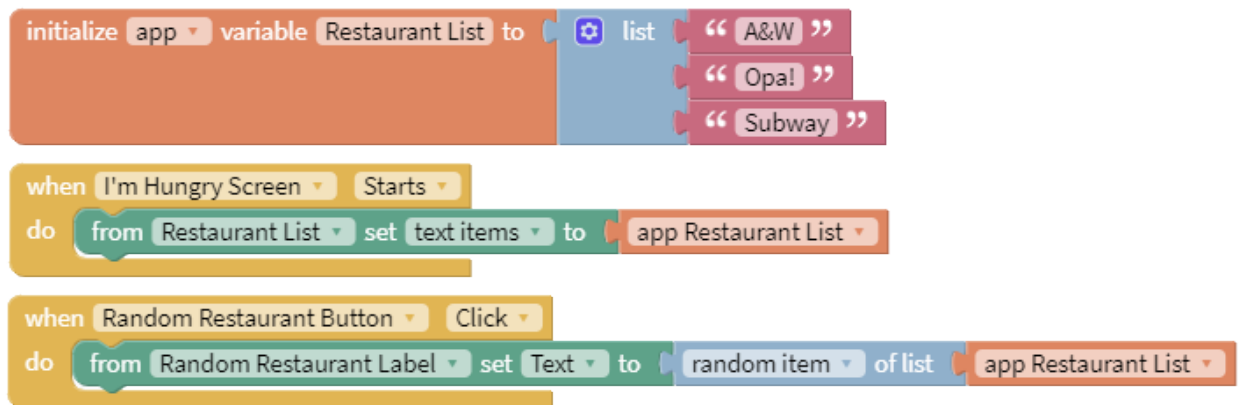 initialize app variable Restaurant List to list “ A&W ”
“ Opa! ”
“ Subway ”
when I'm Hungry Screen Starts
do from Restaurant List set text items to app Restaurant List
when Random Restaurant Button Click
do from Random Restaurant Label set Text to random item of list app Restaurant List